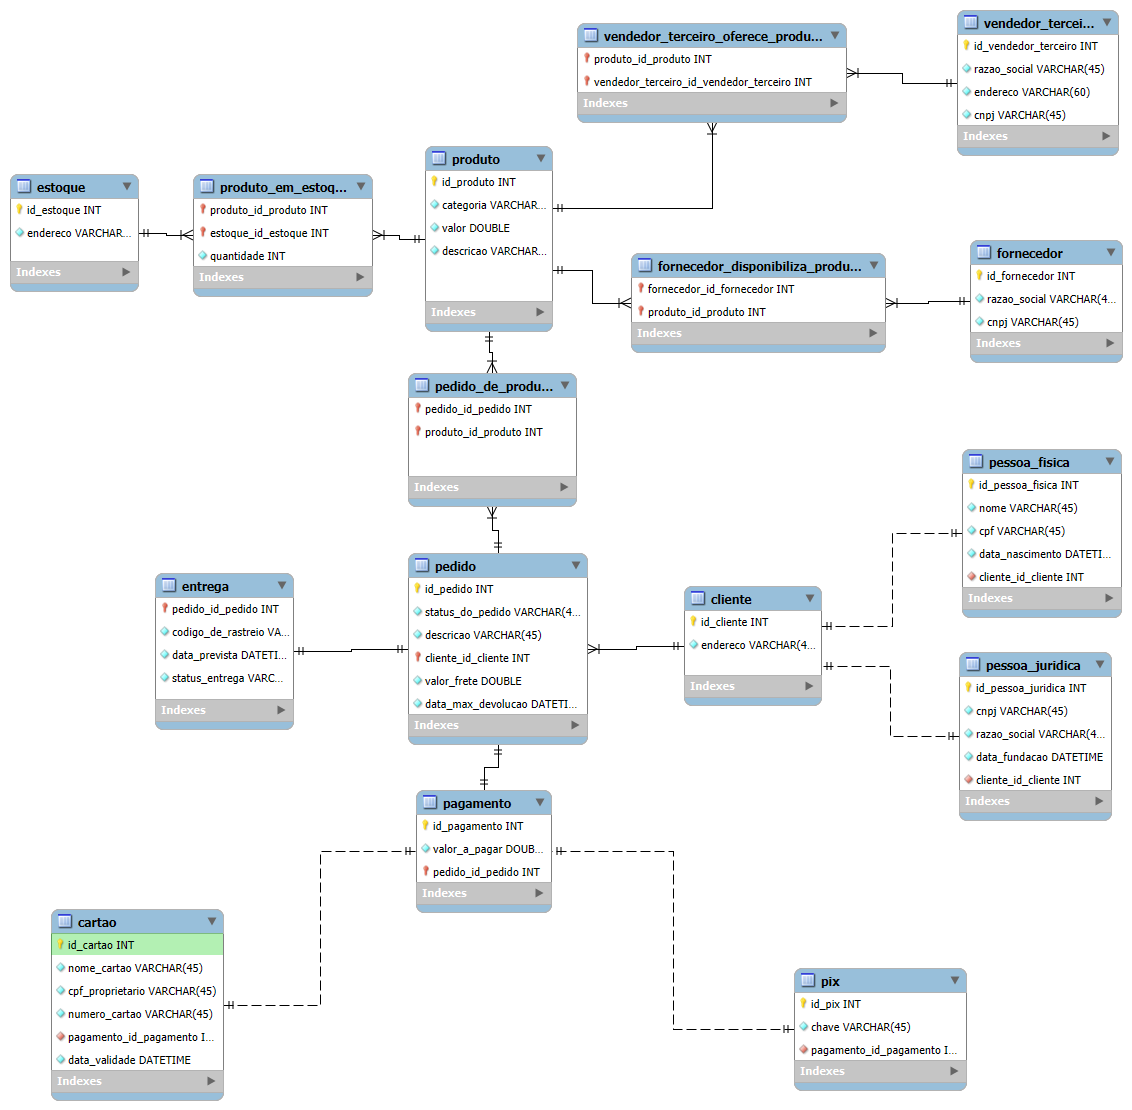 vendedor_terceiro_oferece_produ...
produto_id_produto INT
vendedor_terceiro_id_vendedor_terceiro INT
Indexes
vendedor_tercei...
id_vendedor_terceiro INT
razao_social VARCHAR(45)
endereco VARCHAR(60)
cnpj VARCHAR(45)
Indexes
estoque
id_estoque INT
endereco VARCHAR...
Indexes
produto_em_estoq...
produto_id_produto INT
estoque_id_estoque INT
quantidade INT
Indexes
produto
id_produto INT
categoria VARCHAR...
valor DOUBLE
descricao VARCHAR...
Indexes
fornecedor_disponibiliza_produ...
fornecedor_id_fornecedor INT
produto_id_produto INT
Indexes
fornecedor
id_fornecedor INT
razao_social VARCHAR(4...
cnpj VARCHAR(45)
Indexes
pedido_de_produ...
pedido_id_pedido INT
produto_id_produto INT
Indexes
pessoa_fisica
id_pessoa_fisica INT
nome VARCHAR(45)
cpf VARCHAR(45)
data_nascimento DATETI...
cliente_id_cliente INT
Indexes
entrega
pedido_id_pedido INT
codigo_de_rastreio VA...
data_prevista DATETI...
status_entrega VARC...
Indexes
pedido
id_pedido INT
status_do_pedido VARCHAR(4...
descricao VARCHAR(45)
cliente_id_cliente INT
valor_frete DOUBLE
data_max_devolucao DATETI...
Indexes
cliente
id_cliente INT
endereco VARCHAR(4...
Indexes
pessoa_juridica
id_pessoa_juridica INT
cnpj VARCHAR(45)
razao_social VARCHAR(4...
data_fundacao DATETIME
cliente_id_cliente INT
Indexes
pagamento
id_pagamento INT
valor_a_pagar DOUB...
pedido_id_pedido INT
Indexes
cartao
id_cartao INT
nome_cartao VARCHAR(45)
cpf_proprietario VARCHAR(45)
numero_cartao VARCHAR(45)
pagamento_id_pagamento I...
data_validade DATETIME
Indexes
pix
id_pix INT
chave VARCHAR(45)
pagamento_id_pagamento I...
Indexes